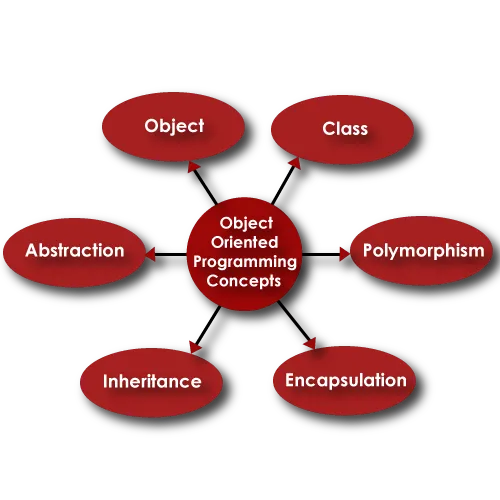 Object
Class
Object
Oriented
Programming
Concepts
Abstraction
Polymorphism
Inheritance
Encapsulation